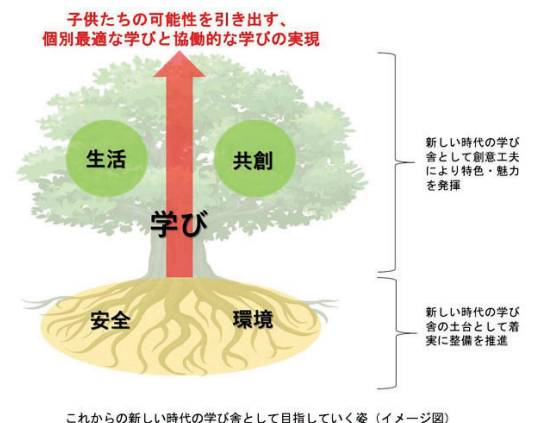 子供たちの可能性を引き出す、
個別最適な学びと協働的な学びの実現
生活
共創
学び
新しい時代の学び
舎として創意工夫
により特色・魅力
を発揮
安全
環境
新しい時代の学び
舎の土台として着
実に整備を推進
これからの新しい時代の学び舎として目指していく姿（イメージ図）